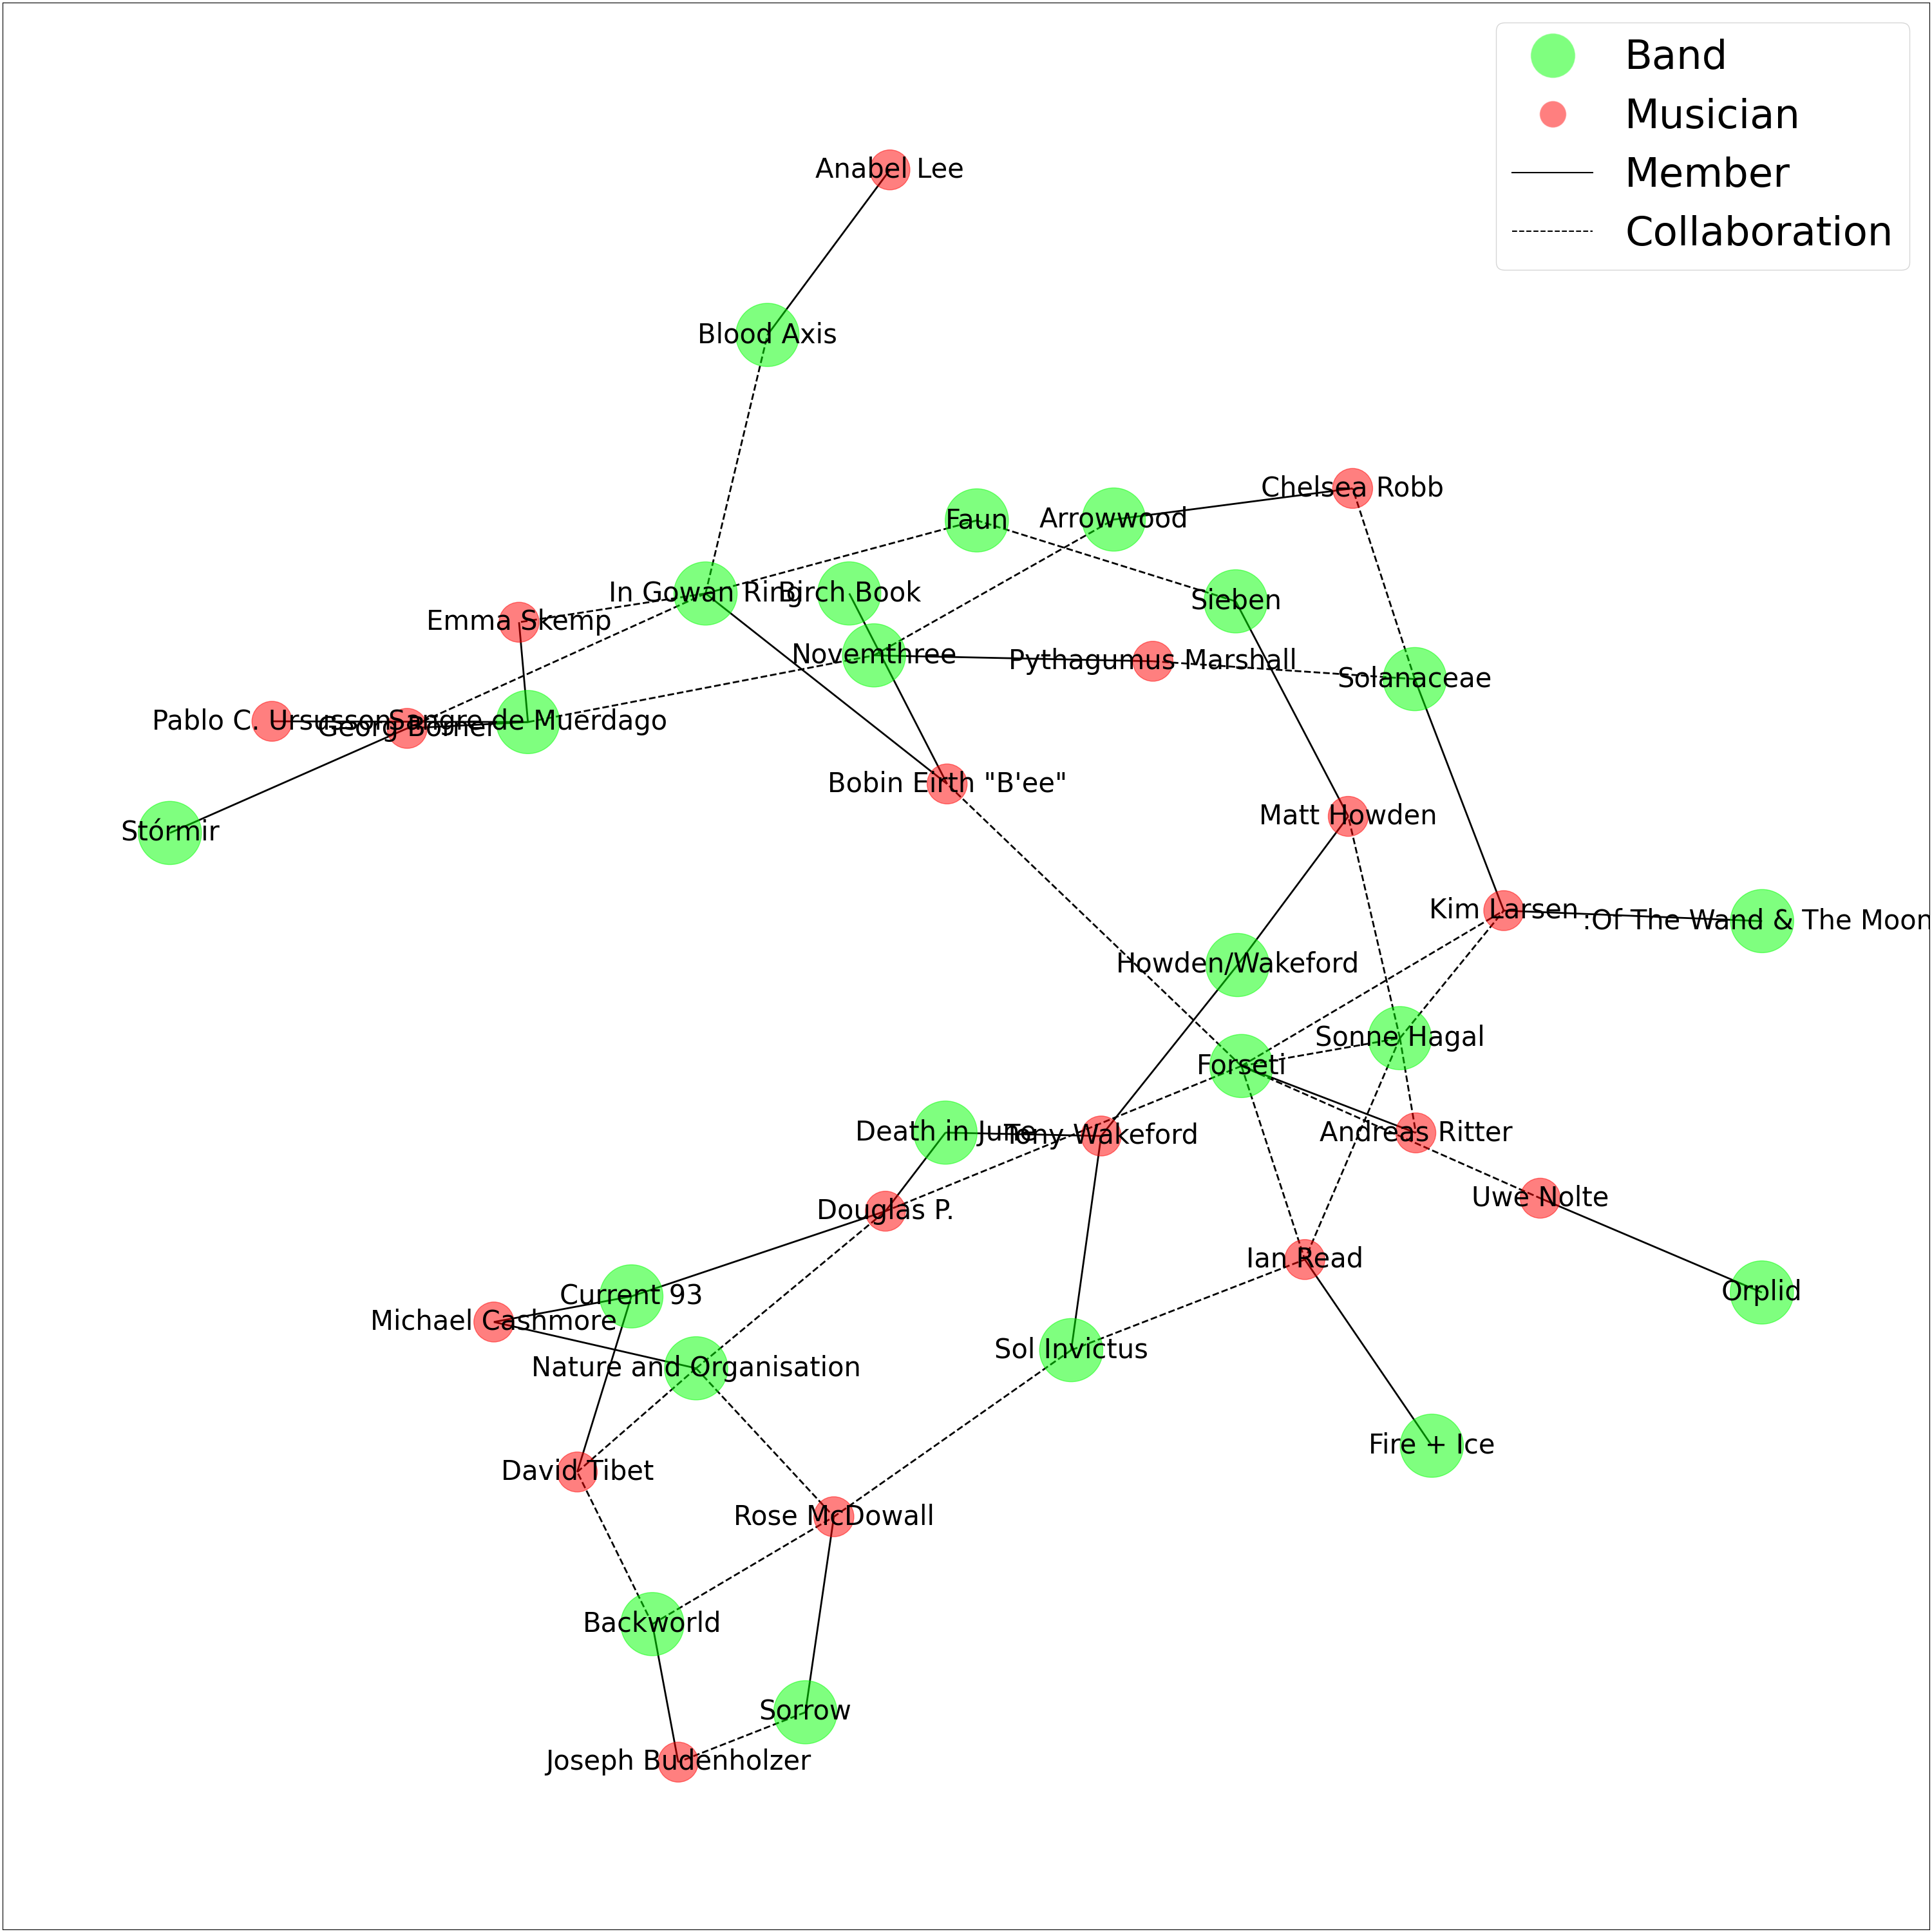 Band
Musician
Member
Collaboration
Anabel Lee
Blood Axis
Chelsea Robb
Faun
Arrowwood
In Gowan Ring
Birch Book
Sieben
Emma Skemp
Novemthree
Pythagumus Marshall
Solanaceae
Pablo C. Ursusson
Sangre de Muerdago
Georg Börner
Bobin Eirth "B'ee"
Matt Howden
Stórmir
Kim Larsen
:Of The Wand & The Moon
Howden/Wakeford
Sonne Hagal
Forseti
Death in June
Tony Wakeford
Andreas Ritter
Uwe Nolte
Douglas P.
Ian Read
Orplid
Current 93
Michael Cashmore
Sol Invictus
Nature and Organisation
Fire + Ice
David Tibet
Rose McDowall
Backworld
Sorrow
Joseph Budenholzer